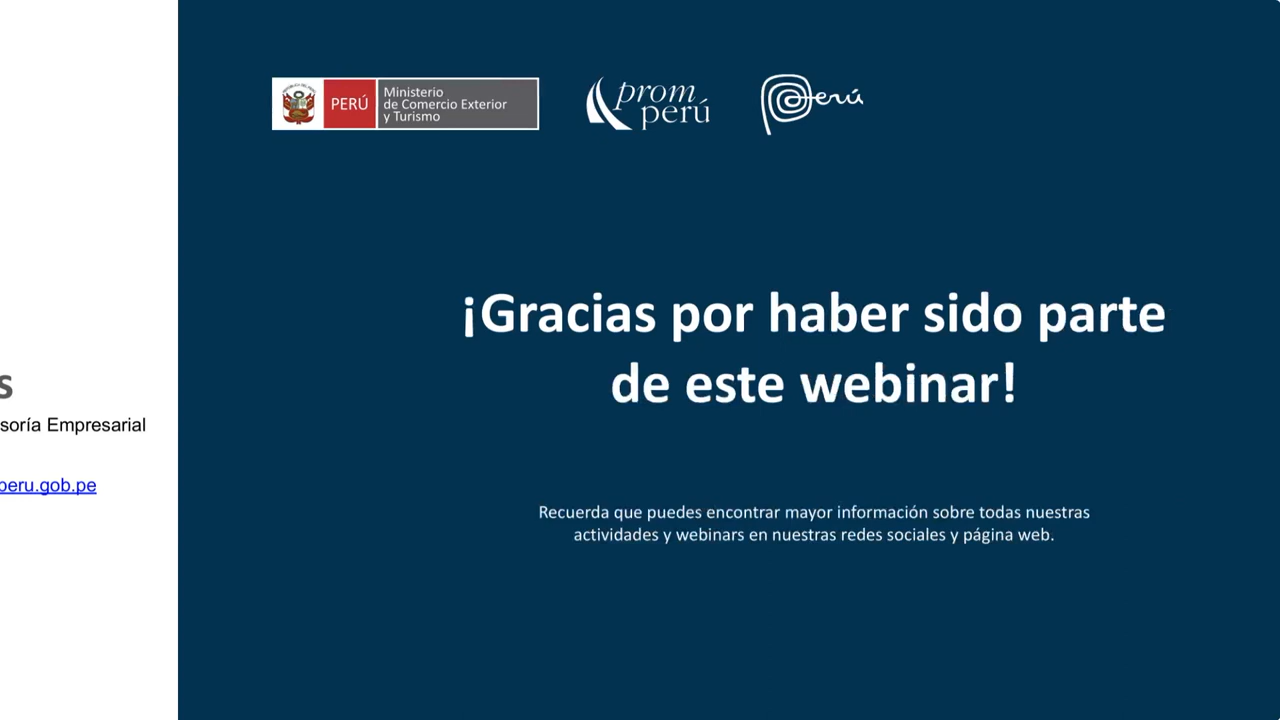 PERÚ
Ministerio
de Comercio Exterior
y Turismo
prom
perú
Perú
¡Gracias por haber sido parte
de este webinar!
Recuerda que puedes encontrar mayor información sobre todas nuestras
actividades y webinars en nuestras redes sociales y página web.
s
soría Empresarial
peru.gob.pe